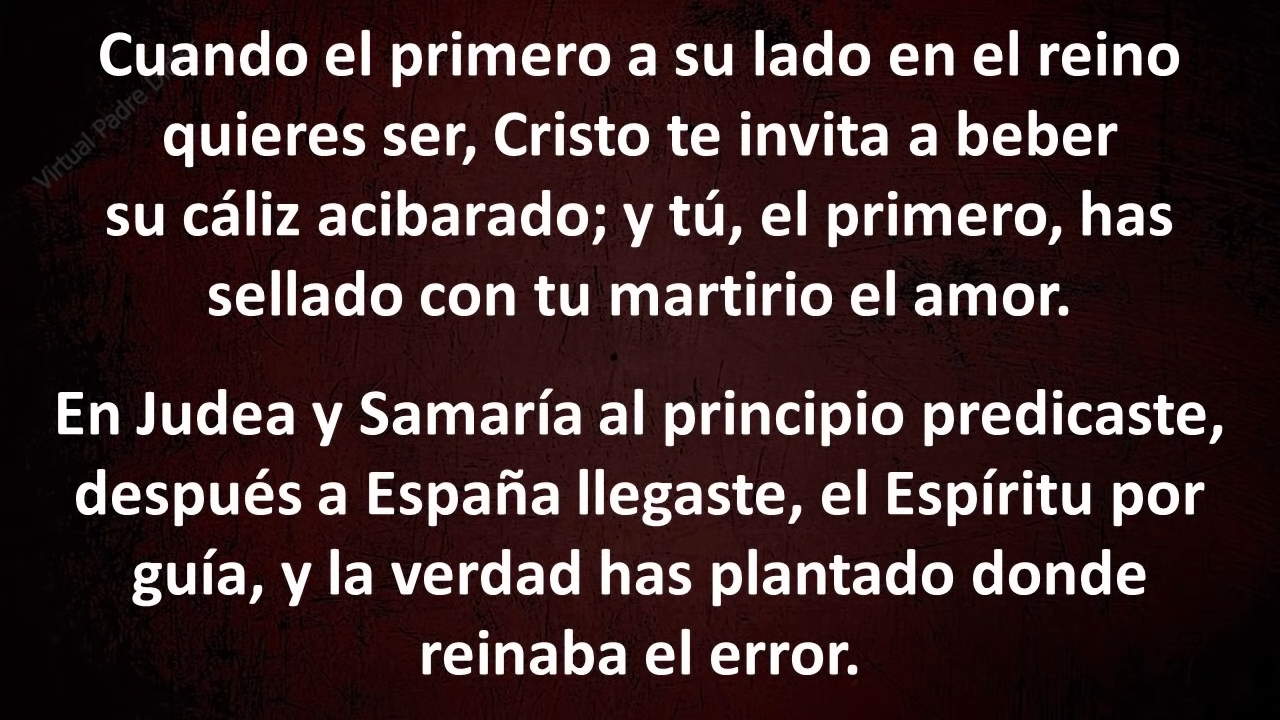 Cuando el primero a su lado en el reino
quieres ser, Cristo te invita a beber
su cáliz acibarado; y tú, el primero, has
sellado con tu martirio el amor.
En Judea y Samaría al principio predicaste,
después a España llegaste, el Espíritu por
guía, y la verdad has plantado donde
reinaba el error.
Virtual Padre